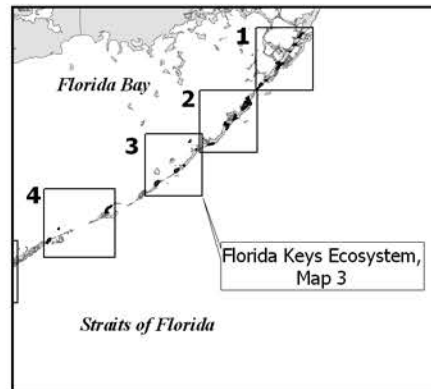 1
Florida Bay
2
3
4
Florida Keys Ecosystem,
Map 3
Straits of Florida